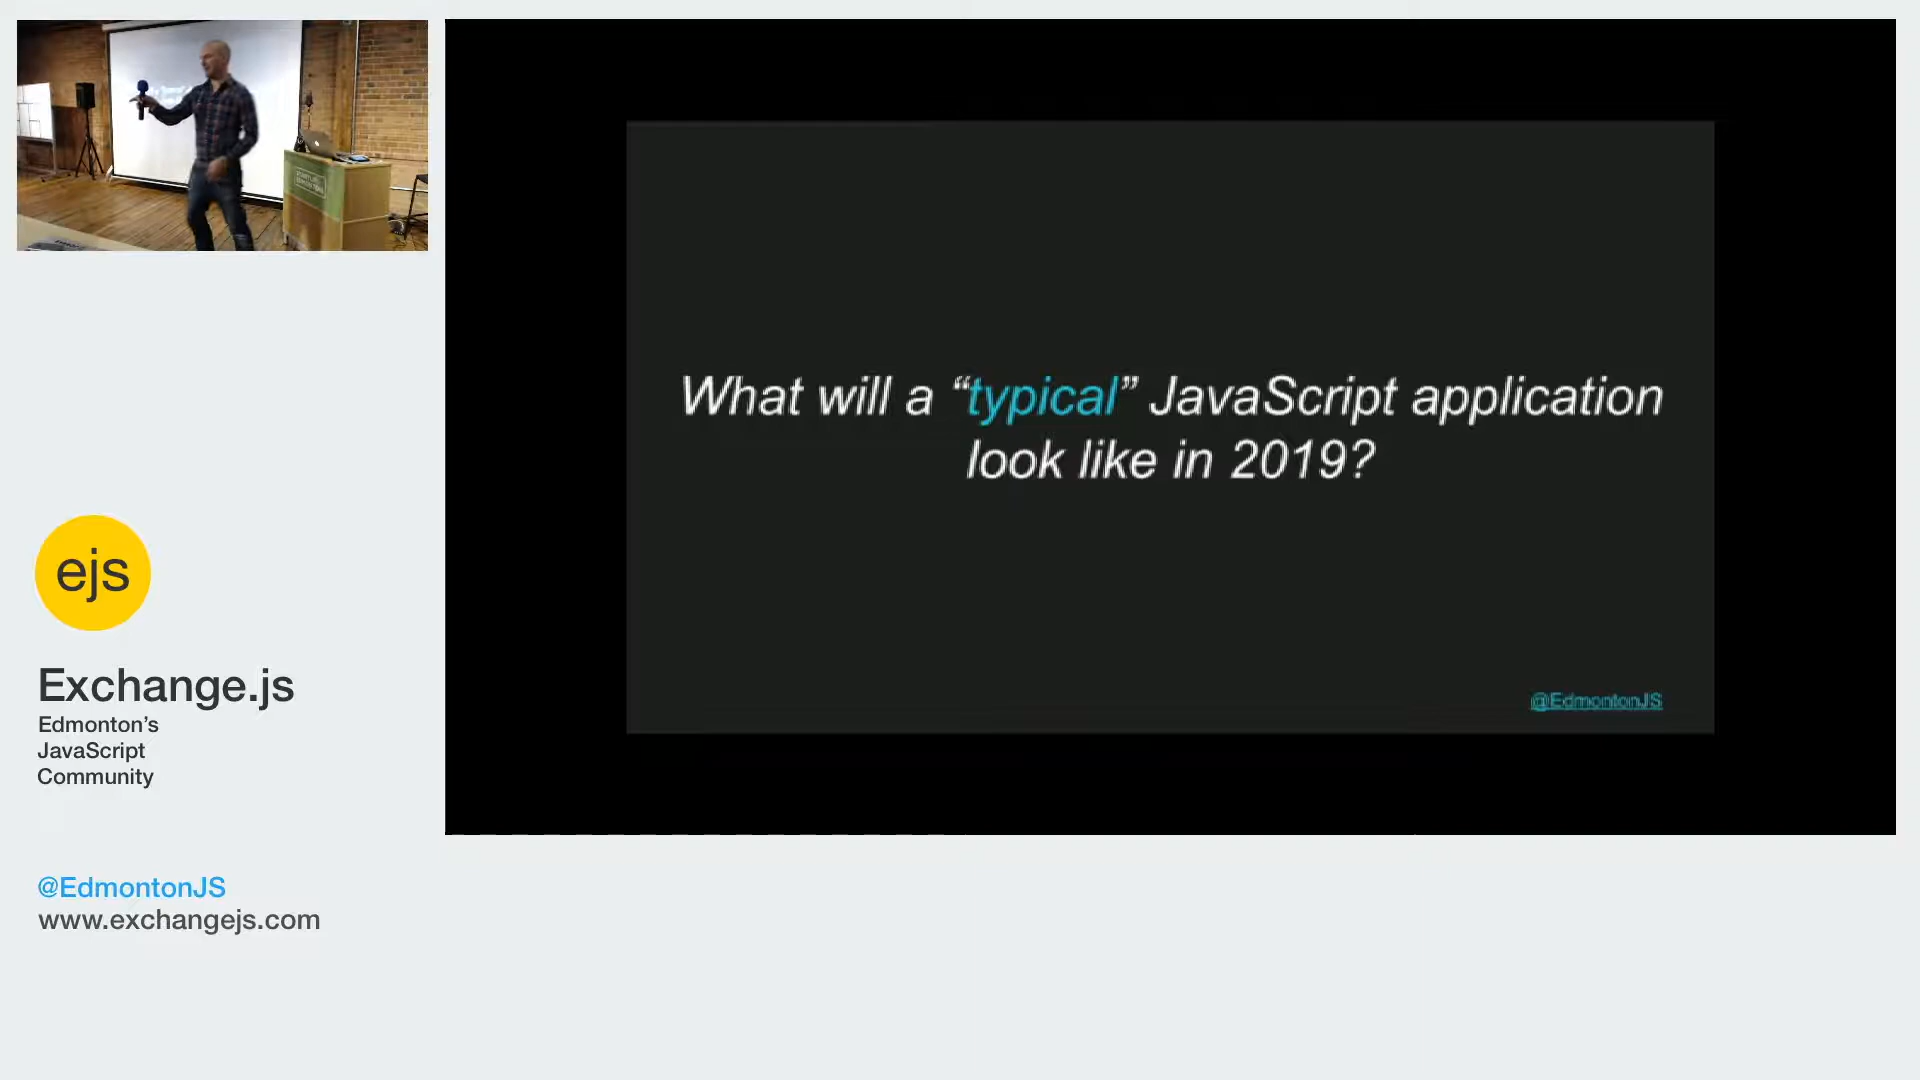 What will a “typical” JavaScript application
look like in 2019?
@EdmontonJS
ejs
Exchange.js
Edmonton’s
JavaScript
Community
@EdmontonJS
www.exchangejs.com